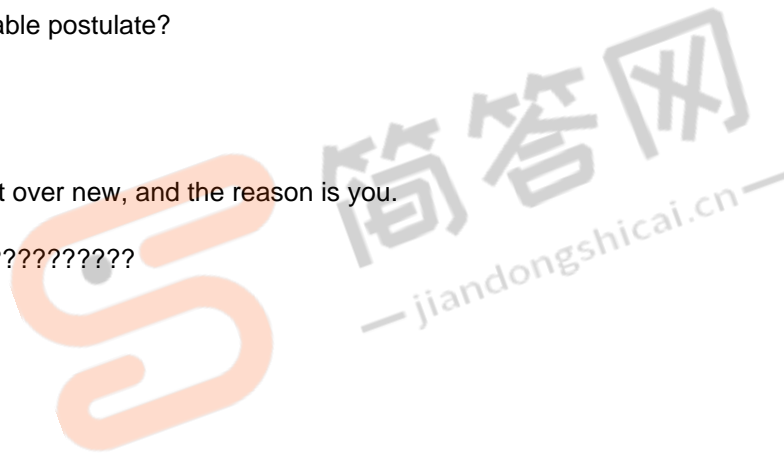 able postulate?
简答网
t over new, and the reason is you.
jiandongshicai.cn
??????????